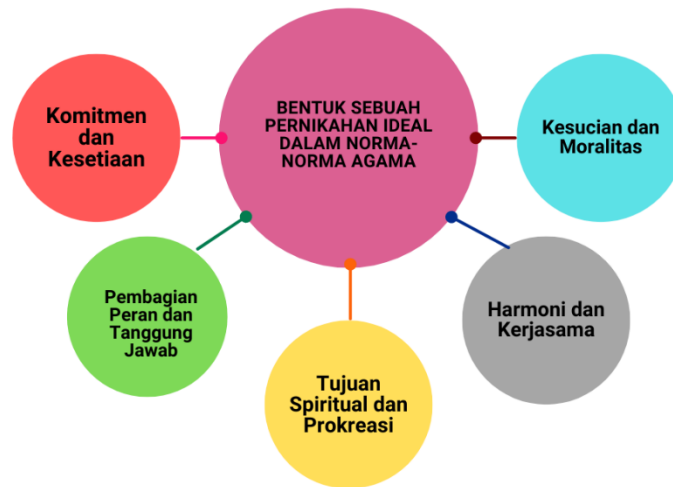 BENTUK SEBUAH
PERNIKAHAN IDEAL
DALAM NORMA-
NORMA AGAMA
Komitmen
dan
Kesetiaan
Kesucian dan
Moralitas
Pembagian
Peran dan
Tanggung
Jawab
Harmoni dan
Kerjasama
Tujuan
Spiritual dan
Prokreasi